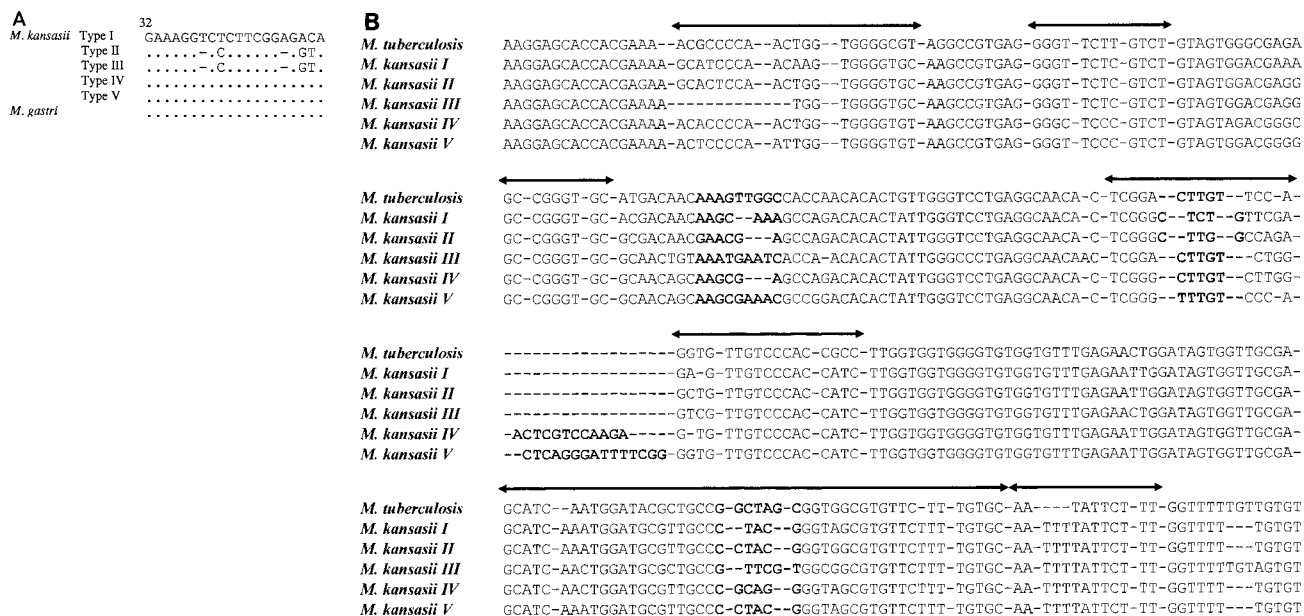 A
32
M. kansasii Type I GAAAGGTCTCTTCGGAGACA
Type II ......-.C......-.GT.
Type III ......-.C......-.GT.
Type IV ....................
Type V ....................
M. gastri ....................
B
M. tuberculosis AAGGAGCACCACGAAAA-ACGCCCCA--ACTGG--TGGGGCGT-AGGCCGTGAG-GGGT-TCTT-GTCT-GTAGTGGGCGAGA
M. kansasii I AAGGAGCACCACGAAAA-GCATCCCA--ACAAG--TGGGGTGC-AAGCCGTGAG-GGGT-TCTC-GTCT-GTAGTGGACGAAA
M. kansasii II AAGGAGCACCACGAGAA-GCACTCCA--ACTGG--TGGGGTGC-AAGCCGTGAG-GGGT-TCTC-GTCT-GTAGTGGACGAGG
M. kansasii III AAGGAGCACCACGAAAA-------------TGG--TGGGGTGC-AAGCCGTGAG-GGGT-TCTC-GTCT-GTAGTGGACGAGG
M. kansasii IV AAGGAGCACCACGAAAA-ACACCCCA--ACTGG--TGGGGTGT-AAGCCGTGAG-GGGC-TCCC-GTCT-GTAGTAGACGGGC
M. kansasii V AAGGAGCACCACGAAAA-ACTCCCCA--ATTGG--TGGGGTGT-AAGCCGTGAG-GGGT-TCCC-GTCT-GTAGTGGACGGGG
M. tuberculosis GC-CGGGT-GC-ATGACAACAAAGTTGGCCACCAACACACTGTTGGGTCCTGAGGCAACA-C-TCGGA--CTTGT--TCC-A-
M. kansasii I GC-CGGGT-GC-ACGACAACAAGC--AAAGCCAGACACACTATTGGGTCCTGAGGCAACA-C-TCGGGC-TCT--GTTCGA-
M. kansasii II GC-CGGGT-GC-GCGACAACGAACG---AGCCAGACACACTATTGGGTCCTGAGGCAACA-C-TCGGGC--TTG--GCCAGA-
M. kansasii III GC-CGGGT-GC-GCAACTGTAAATGAATCACCA-ACACACTATTGGGTCCTGAGGCAACAAC-TCGGA--CTTGT---CTGG-
M. kansasii IV GC-CGGGT-GC-GCAACAGCAAGCG---AGCCAGACACACTATTGGGTCCTGAGGCAACA-C-TCGGG--CTTGT--CTTGG-
M. kansasii V GC-CGGGT-GC-GCAACAGCAAGCGAAACGCCGGACACACTATTGGGTCCTGAGGCAACA-C-TCGGG--TTTGT--CCC-A-
M. tuberculosis -----------------GGTG-TTGTCCCAC-CGCC-TTGGTGGTGGGGTGTGGTGTTTGAGAACTGGATAGTGGTTGCGA-
M. kansasii I -----------------GA-G-TTGTCCCAC-CATC-TTGGTGGTGGGGTGTGGTGTTTGAGAATTGGATAGTGGTTGCGA-
M. kansasii II -----------------GCTG-TTGTCCCAC-CATC-TTGGTGGTGGGGTGTGGTGTTTGAGAATTGGATAGTGGTTGCGA-
M. kansasii III -----------------GTCG-TTGTCCCAC-CATC-TTGGTGGTGGGGTGTGGTGTTTGAGAACTGGATAGTGGTTGCGA-
M. kansasii IV -ACTCGTCCAAGA----G-TG-TTGTCCCAC-CATC-TTGGTGGTGGGGTGTGGTGTTTGAGAATTGGATAGTGGTTGCGA-
M. kansasii V --CTCAGGGATTTTCGG-GGTG-TTGTCCCAC-CATC-TTGGTGGTGGGGTGTGGTGTTTGAGAATTGGATAGTGGTTGCGA-
M. tuberculosis GCATC--AATGGATACGCTGCCG-GCTAG-CGGTGGCGTGTTC-TT-TGTGC-AA----TATTCT-TT-GGTTTTTGTTGTGT
M. kansasii I GCATC-AAATGGATGCGTTGCCC--TAC--GGGTAGCGTGTTCTTT-TGTGC-AA-TTTTATTCT-TT-GGTTTT---TGTGT
M. kansasii II GCATC-AAATGGATGCGTTGCCC-CTAC--GGGTGGCGTGTTCTTT-TGTGC-AA-TTTTATTCT-TT-GGTTTT---TGTGT
M. kansasii III GCATC-AACTGGATGCGCTGCCG--TTCGT-GGCGGCGTGTTCTTT-TGTGC-AA-TTTTATTCT-TT-GGTTTTTGTAGTGT
M. kansasii IV GCATC-AAATGGATGCGTTGCCC-GCAG--GGGTAGCGTGTTCTTT-TGTGC-AA-TTTTATTCT-TT-GGTTTT---TGTGT
M. kansasii V GCATC-AAATGGATGCGTTGCCC-CTAC--GGGTAGCGTGTTCTTT-TGTGC-AA-TTTTATTCT-TT-GGTTTT---TGTGT